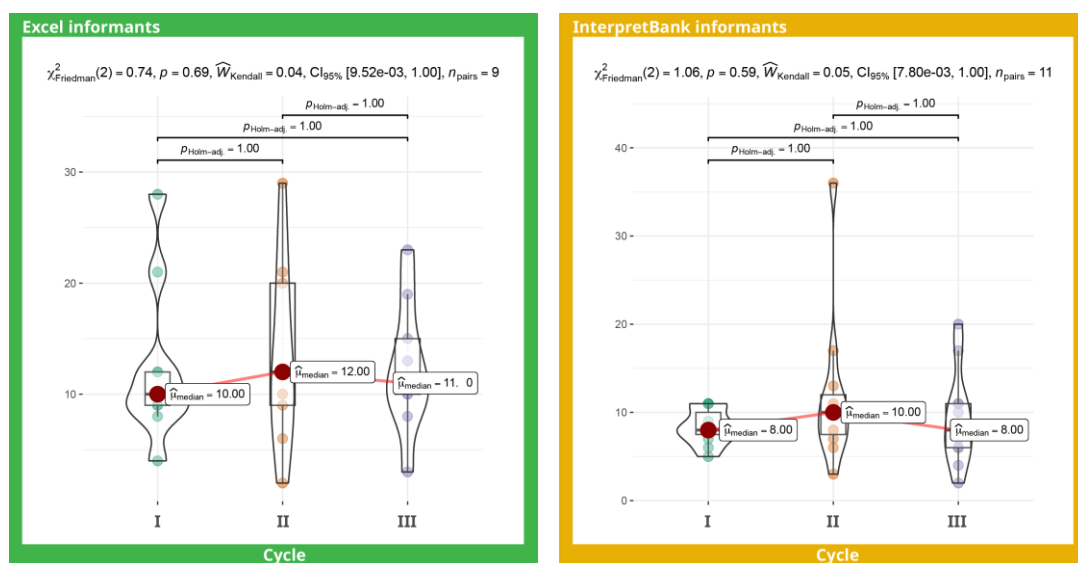 Excel informants
χ²Friedman(2) = 0.74, p = 0.69, ŴKendall = 0.04, CI95% [9.52e-03, 1.00], npairs = 9
pHolm-adj. = 1.00
pHolm-adj. = 1.00
pHolm-adj. = 1.00
30
20
10
μ̂median = 10.00
μ̂median = 12.00
μ̂median = 11. 0
I II III
Cycle
InterpretBank informants
χ²Friedman(2) = 1.06, p = 0.59, ŴKendall = 0.05, CI95% [7.80e-03, 1.00], npairs = 11
pHolm-adj. = 1.00
pHolm-adj. = 1.00
pHolm-adj. = 1.00
40
30
20
10
0
μ̂median = 8.00
μ̂median = 10.00
μ̂median = 8.00
I II III
Cycle